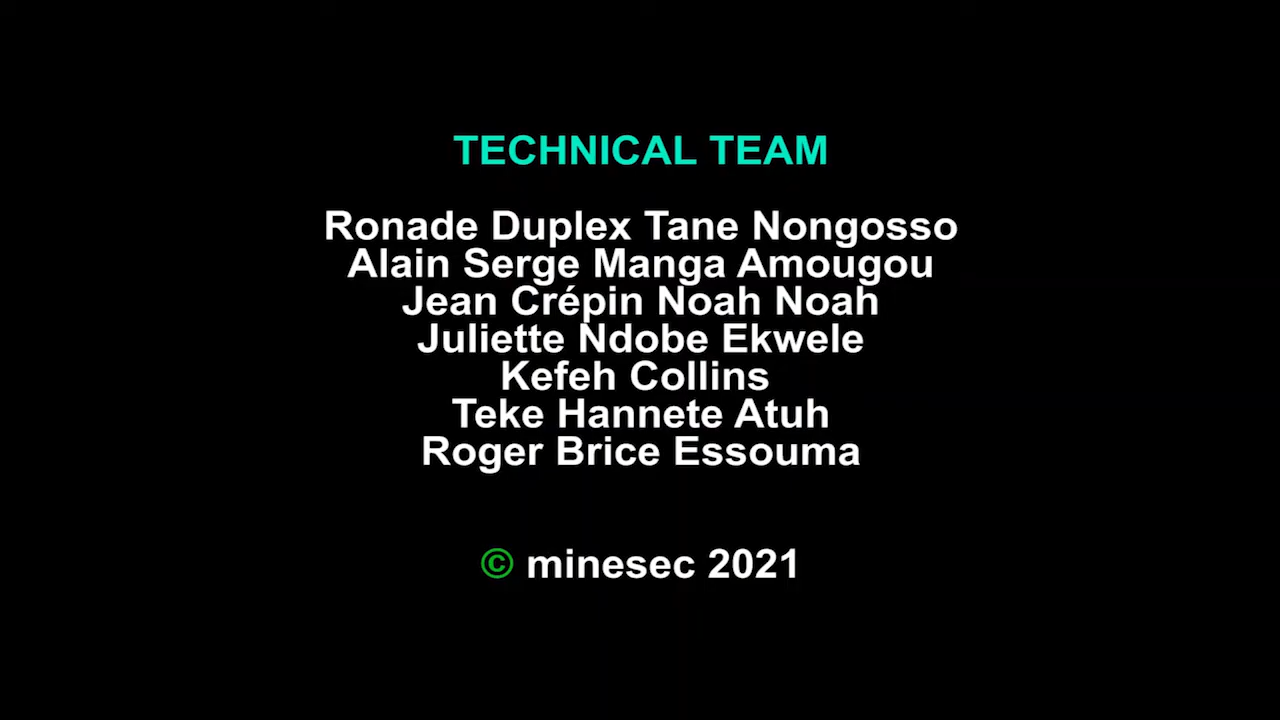 TECHNICAL TEAM
Ronade Duplex Tane Nongosso
Alain Serge Manga Amougou
Jean Crépin Noah Noah
Juliette Ndobe Ekwele
Kefeh Collins
Teke Hannete Atuh
Roger Brice Essouma
© minesec 2021